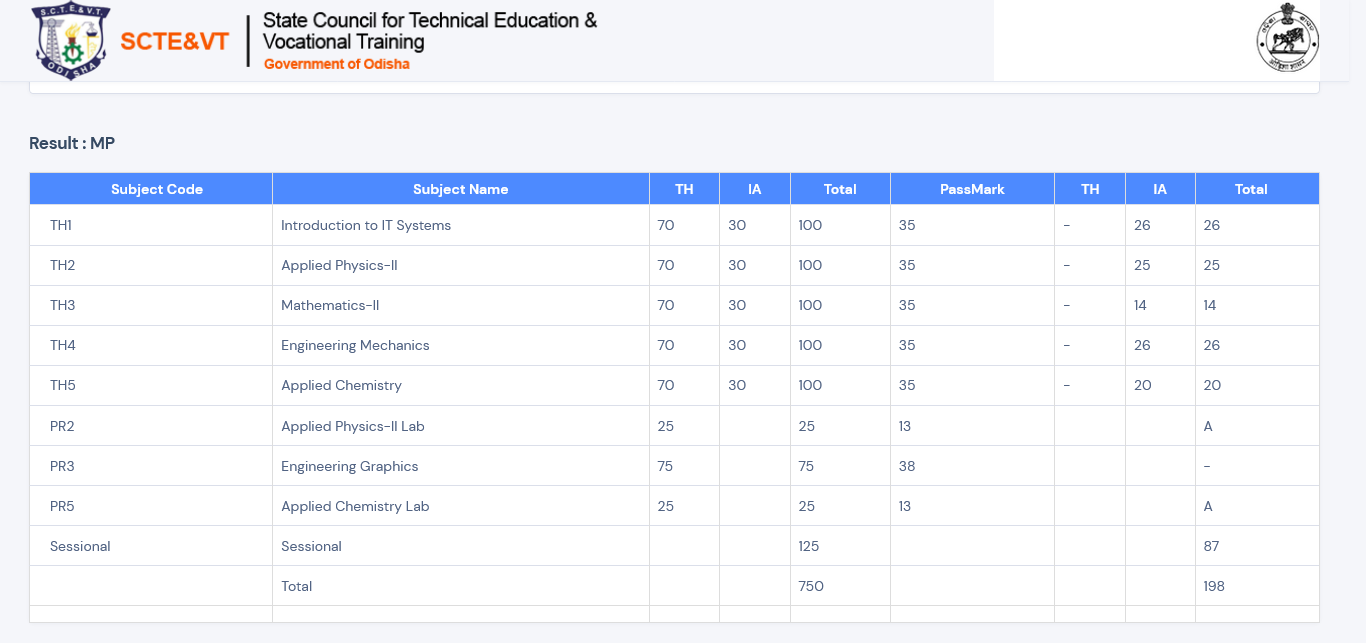 S.C.T.E.& V.T.
ODISHA
SCTE&VT
State Council for Technical Education &
Vocational Training
Government of Odisha
Result : MP
Subject Code Subject Name TH IA Total PassMark TH IA Total
TH1 Introduction to IT Systems 70 30 100 35 - 26 26
TH2 Applied Physics-II 70 30 100 35 - 25 25
TH3 Mathematics-II 70 30 100 35 - 14 14
TH4 Engineering Mechanics 70 30 100 35 - 26 26
TH5 Applied Chemistry 70 30 100 35 - 20 20
PR2 Applied Physics-II Lab 25 25 13 A
PR3 Engineering Graphics 75 75 38 -
PR5 Applied Chemistry Lab 25 25 13 A
Sessional Sessional 125 87
Total 750 198